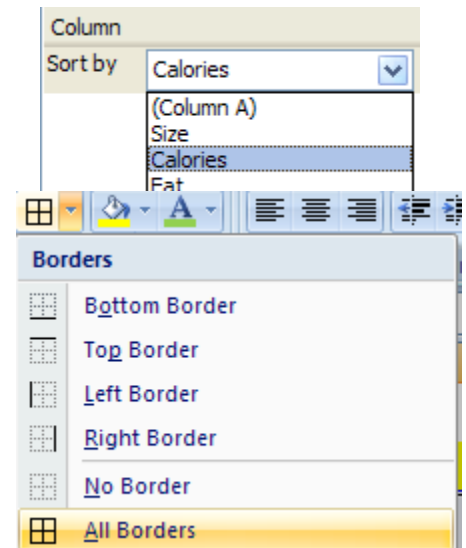 Column
Sort by Calories
(Column A)
Size
Calories
Fat
A
Borders
Bottom Border
Top Border
Left Border
Right Border
No Border
All Borders